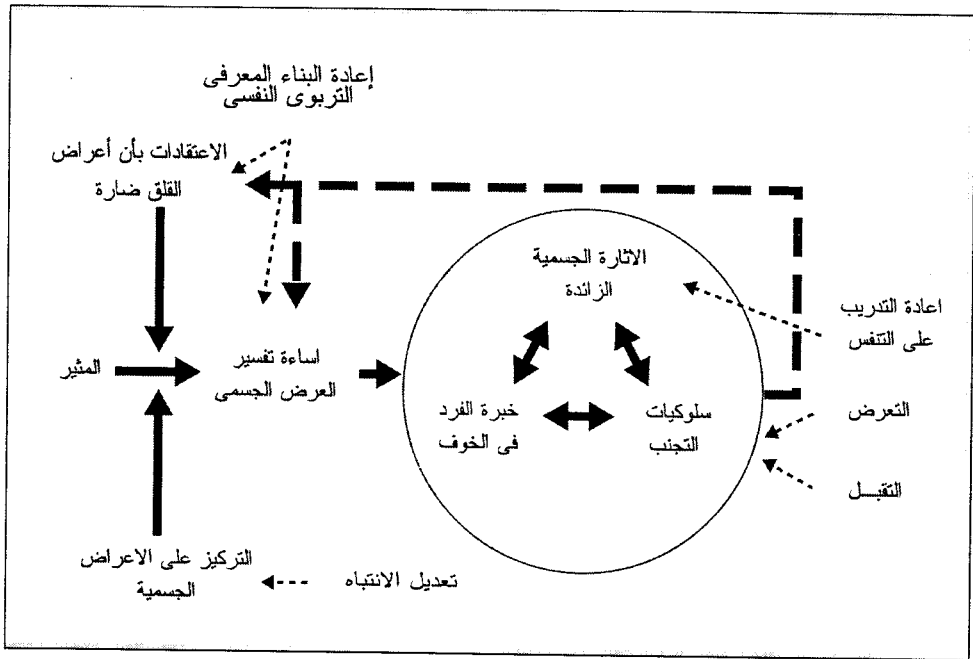 إعادة البناء المعرفى
التربوى النفسى
الاعتقادات بأن أعراض
القلق ضارة
الاثارة الجسمية
الزائدة
اعادة التدريب
على التنفس
المثير
اساءة تفسير
العرض الجسمى
خبرة الفرد
فى الخوف
سلوكيات
التجنب
التعرض
التقبل
التركيز على الاعراض
الجسمية
تعديل الانتباه